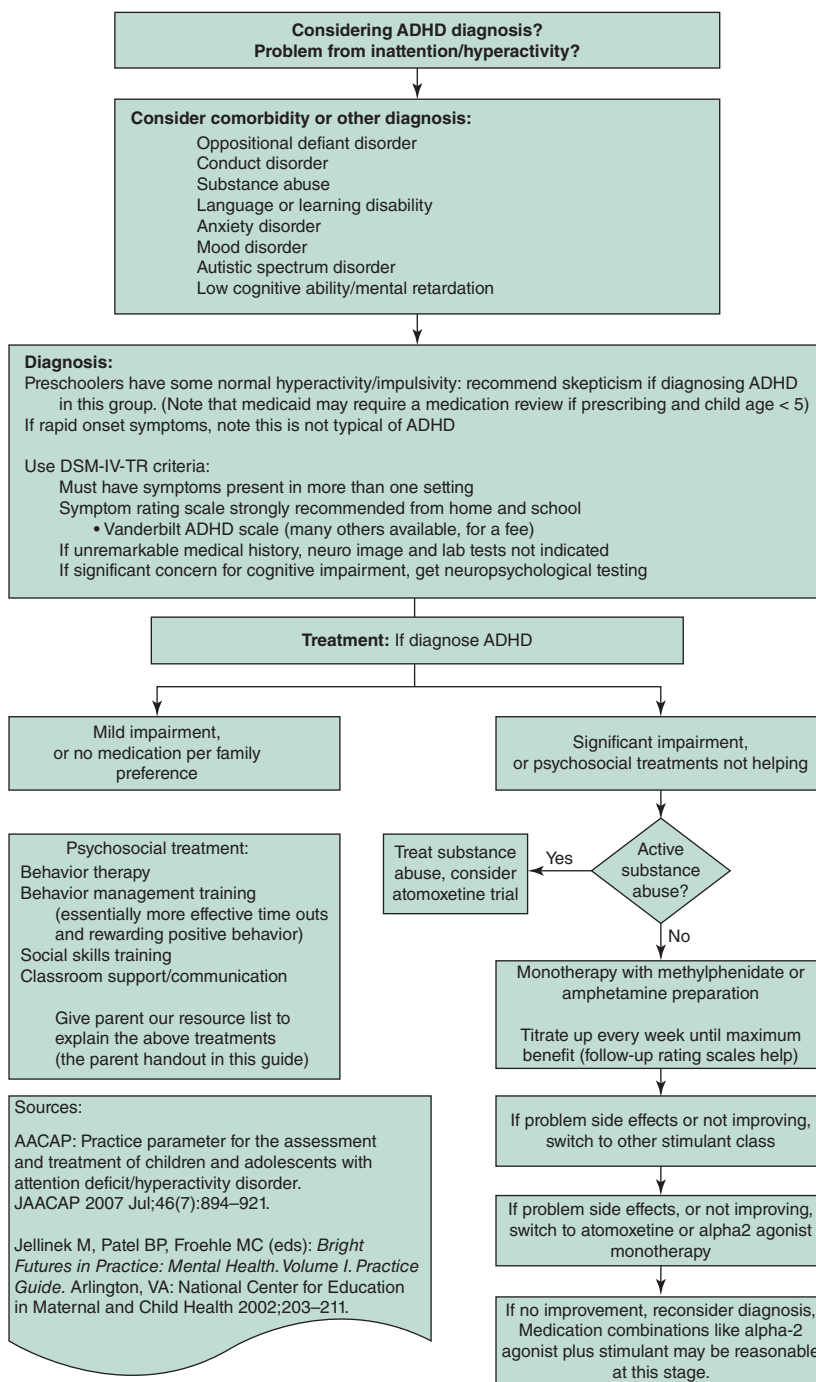 Considering ADHD diagnosis?
Problem from inattention/hyperactivity?
Consider comorbidity or other diagnosis:
Oppositional defiant disorder
Conduct disorder
Substance abuse
Language or learning disability
Anxiety disorder
Mood disorder
Autistic spectrum disorder
Low cognitive ability/mental retardation
Diagnosis:
Preschoolers have some normal hyperactivity/impulsivity: recommend skepticism if diagnosing ADHD
in this group. (Note that medicaid may require a medication review if prescribing and child age < 5)
If rapid onset symptoms, note this is not typical of ADHD
Use DSM-IV-TR criteria:
Must have symptoms present in more than one setting
Symptom rating scale strongly recommended from home and school
• Vanderbilt ADHD scale (many others available, for a fee)
If unremarkable medical history, neuro image and lab tests not indicated
If significant concern for cognitive impairment, get neuropsychological testing
Treatment: If diagnose ADHD
Mild impairment,
or no medication per family
preference
Significant impairment,
or psychosocial treatments not helping
Psychosocial treatment:
Behavior therapy
Behavior management training
(essentially more effective time outs
and rewarding positive behavior)
Social skills training
Classroom support/communication
Give parent our resource list to
explain the above treatments
(the parent handout in this guide)
Active
substance
abuse?
Yes
Treat substance
abuse, consider
atomoxetine trial
No
Monotherapy with methylphenidate or
amphetamine preparation
Titrate up every week until maximum
benefit (follow-up rating scales help)
If problem side effects or not improving,
switch to other stimulant class
If problem side effects, or not improving,
switch to atomoxetine or alpha2 agonist
monotherapy
If no improvement, reconsider diagnosis,
Medication combinations like alpha-2
agonist plus stimulant may be reasonable
at this stage.
Sources:
AACAP: Practice parameter for the assessment
and treatment of children and adolescents with
attention deficit/hyperactivity disorder.
JAACAP 2007 Jul;46(7):894–921.
Jellinek M, Patel BP, Froehle MC (eds): Bright
Futures in Practice: Mental Health. Volume I. Practice
Guide. Arlington, VA: National Center for Education
in Maternal and Child Health 2002;203–211.